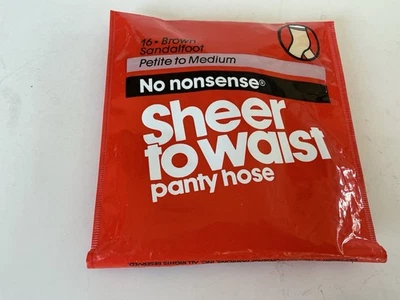 16 • Brown
Sandalfoot
Petite to Medium
No nonsense®
Sheer
to waist
panty hose